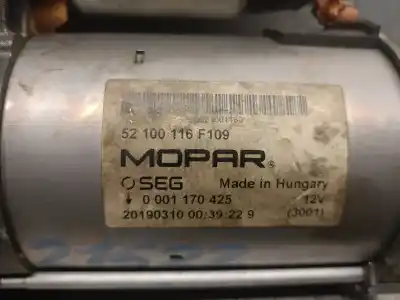 52 100 116 F109
MOPAR®
SEG Made in Hungary
0 001 170 425 12V
20190310 00:39:22 9 (3001)